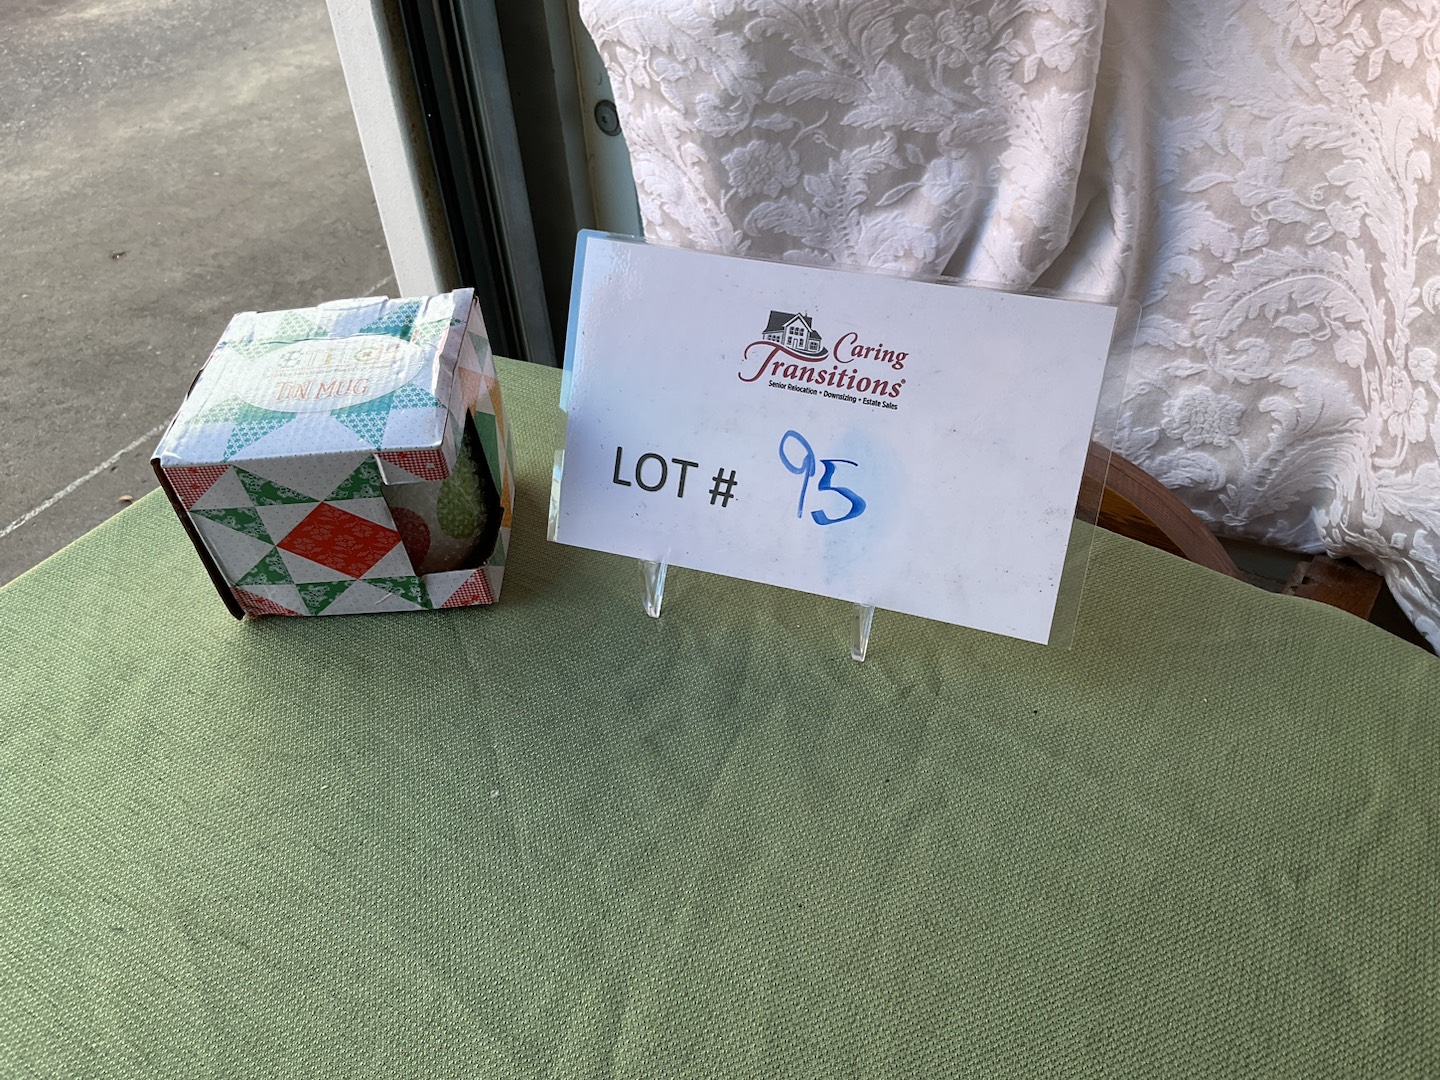 TIN MUG
Caring
Transitions
Senior Relocation • Downsizing • Estate Sales
LOT # 95